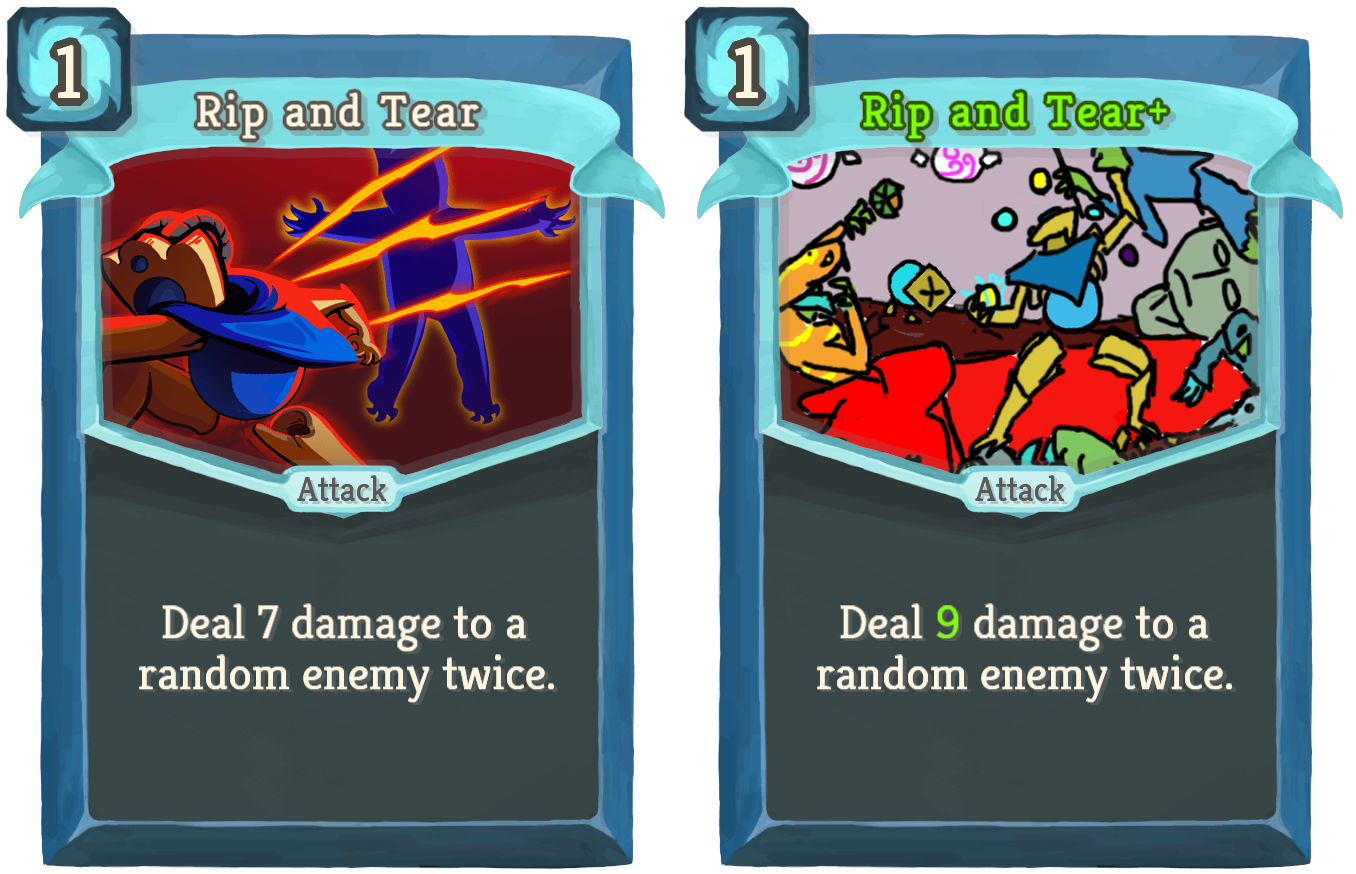 1
Rip and Tear
Attack
Deal 7 damage to a
random enemy twice.
1
Rip and Tear+
Attack
Deal 9 damage to a
random enemy twice.